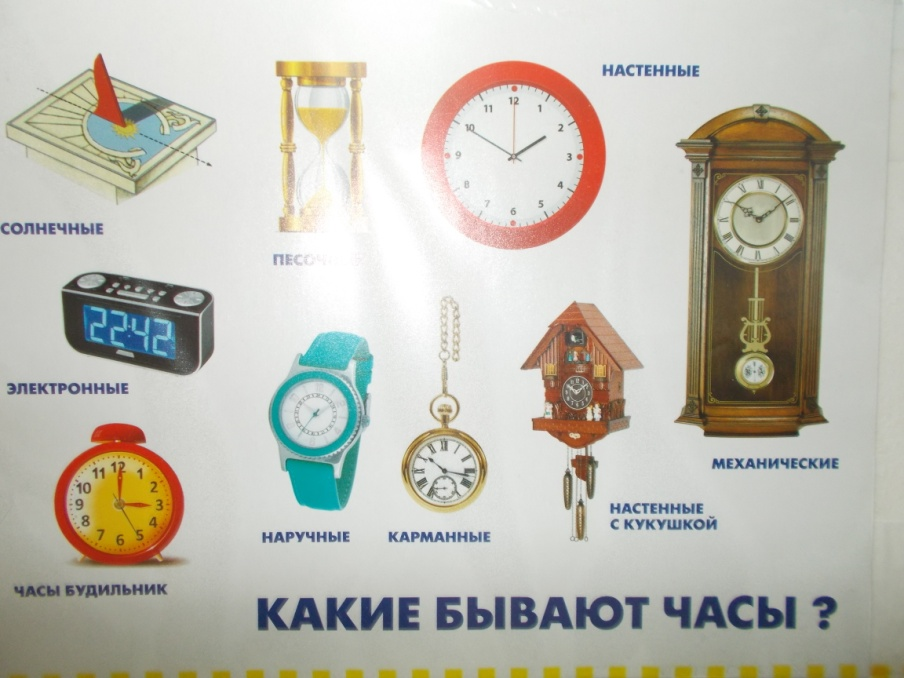 НАСТЕННЫЕ
СОЛНЕЧНЫЕ
22:42
ЭЛЕКТРОННЫЕ
МЕХАНИЧЕСКИЕ
НАСТЕННЫЕ
С КУКУШКОЙ
НАРУЧНЫЕ
КАРМАННЫЕ
ЧАСЫ БУДИЛЬНИК
КАКИЕ БЫВАЮТ ЧАСЫ ?